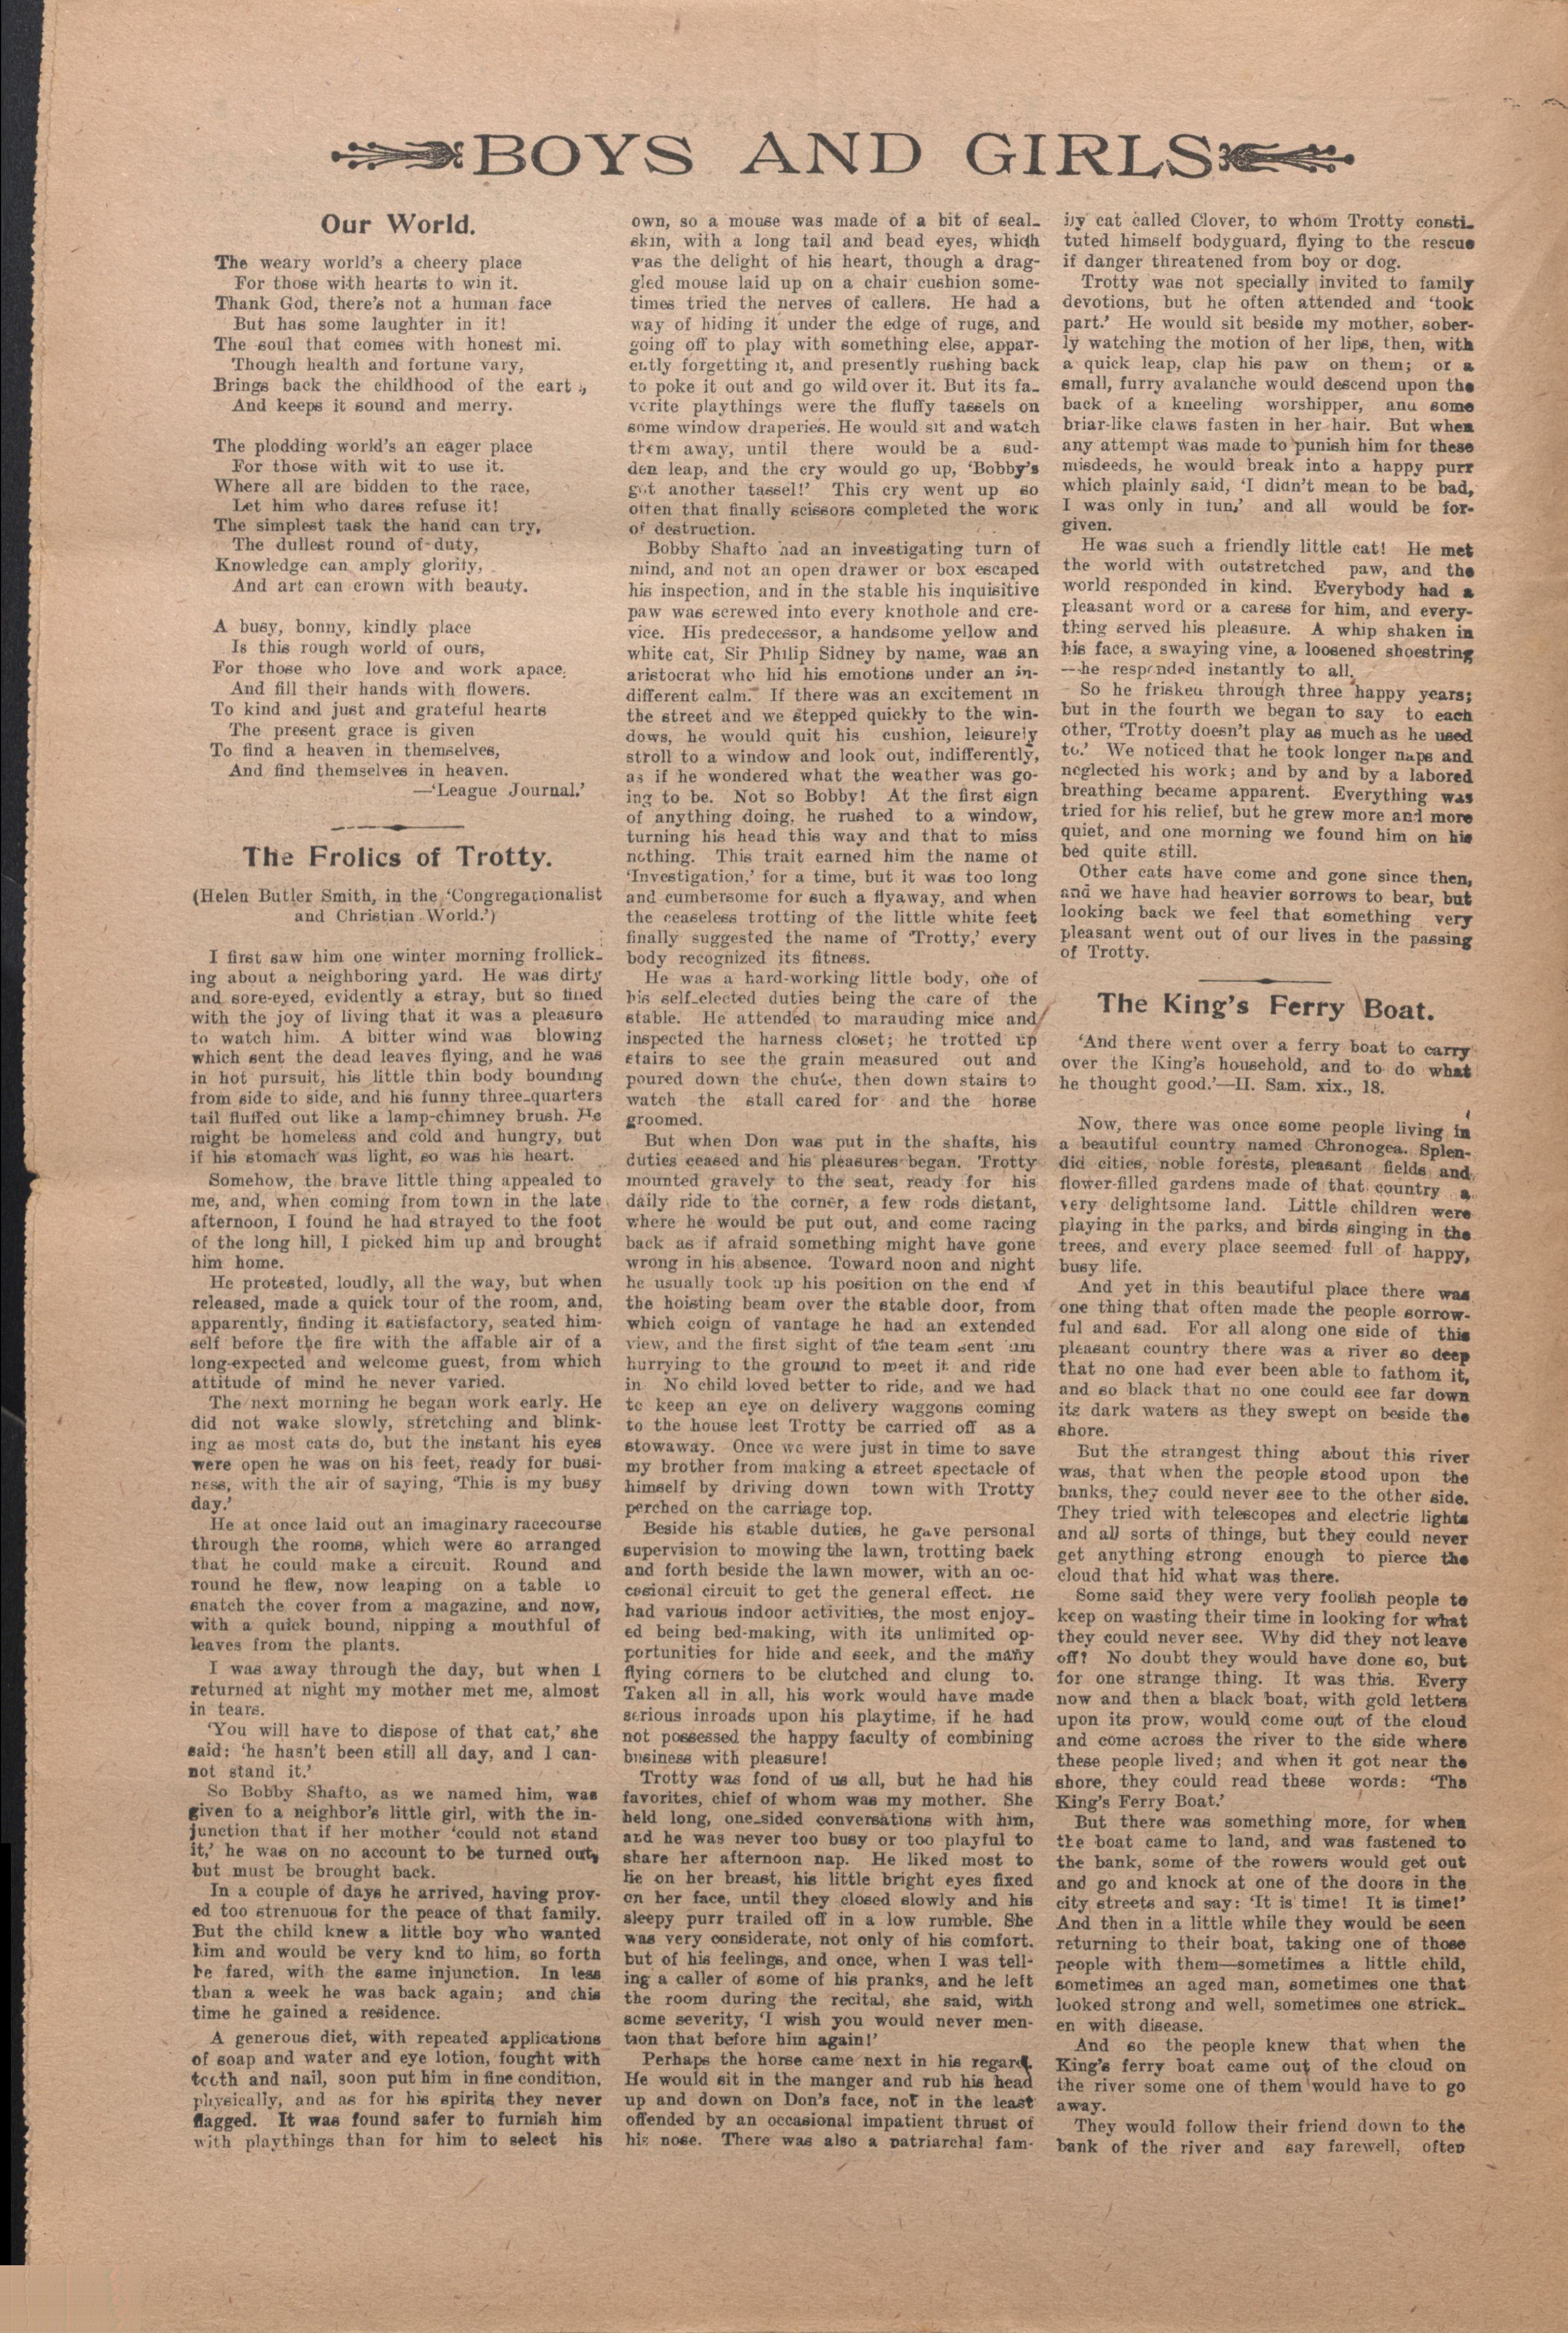 BOYS AND GIRLS
Our World.
The weary world's a cheery place
For those with hearts to win it.
Thank God, there's not a human face
But has some laughter in it!
The soul that comes with honest mi.
Though health and fortune vary,
Brings back the childhood of the eart ,
And keeps it sound and merry.
The plodding world's an eager place
For those with wit to use it.
Where all are bidden to the race,
Let him who dares refuse it!
The simplest task the hand can try,
The dullest round of duty,
Knowledge can amply glorify,
And art can crown with beauty.
A busy, bonny, kindly place
Is this rough world of ours,
For those who love and work apace,
And fill their hands with flowers.
To kind and just and grateful hearts
The present grace is given
To find a heaven in themselves,
And find themselves in heaven.
—'League Journal.'
The Frolics of Trotty.
(Helen Butler Smith, in the 'Congregationalist
and Christian World.')
I first saw him one winter morning frollick-
ing about a neighboring yard. He was dirty
and sore-eyed, evidently a stray, but so filled
with the joy of living that it was a pleasure
to watch him. A bitter wind was blowing
which sent the dead leaves flying, and he was
in hot pursuit, his little thin body bounding
from side to side, and his funny three-quarters
tail fluffed out like a lamp-chimney brush. He
might be homeless and cold and hungry, but
if his stomach was light, so was his heart.
Somehow, the brave little thing appealed to
me, and, when coming from town in the late
afternoon, I found he had strayed to the foot
of the long hill, I picked him up and brought
him home.
He protested, loudly, all the way, but when
released, made a quick tour of the room, and,
apparently, finding it satisfactory, seated him-
self before the fire with the affable air of a
long-expected and welcome guest, from which
attitude of mind he never varied.
The next morning he began work early. He
did not wake slowly, stretching and blink-
ing as most cats do, but the instant his eyes
were open he was on his feet, ready for busi-
ness, with the air of saying, 'This is my busy
day.'
He at once laid out an imaginary racecourse
through the rooms, which were so arranged
that he could make a circuit. Round and
round he flew, now leaping on a table to
snatch the cover from a magazine, and now,
with a quick bound, nipping a mouthful of
leaves from the plants.
I was away through the day, but when I
returned at night my mother met me, almost
in tears.
'You will have to dispose of that cat,' she
said: 'he hasn't been still all day, and I can-
not stand it.'
So Bobby Shafto, as we named him, was
given to a neighbor's little girl, with the in-
junction that if her mother 'could not stand
it,' he was on no account to be turned out,
but must be brought back.
In a couple of days he arrived, having prov-
ed too strenuous for the peace of that family.
But the child knew a little boy who wanted
him and would be very knd to him, so forth
he fared, with the same injunction. In less
than a week he was back again; and this
time he gained a residence.
A generous diet, with repeated applications
of soap and water and eye lotion, fought with
teeth and nail, soon put him in fine condition,
physically, and as for his spirits they never
flagged. It was found safer to furnish him
with playthings than for him to select his
own, so a mouse was made of a bit of seal-
skin, with a long tail and bead eyes, which
was the delight of his heart, though a drag-
gled mouse laid up on a chair cushion some-
times tried the nerves of callers. He had a
way of hiding it under the edge of rugs, and
going off to play with something else, appar-
ently forgetting it, and presently rushing back
to poke it out and go wild over it. But its fa-
vorite playthings were the fluffy tassels on
some window draperies. He would sit and watch
them away, until there would be a sud-
den leap, and the cry would go up, 'Bobby's
got another tassel!' This cry went up so
often that finally scissors completed the work
of destruction.
Bobby Shafto had an investigating turn of
mind, and not an open drawer or box escaped
his inspection, and in the stable his inquisitive
paw was screwed into every knothole and cre-
vice. His predecessor, a handsome yellow and
white cat, Sir Philip Sidney by name, was an
aristocrat who hid his emotions under an in-
different calm. If there was an excitement in
the street and we stepped quickly to the win-
dows, he would quit his cushion, leisurely
stroll to a window and look out, indifferently,
as if he wondered what the weather was go-
ing to be. Not so Bobby! At the first sign
of anything doing, he rushed to a window,
turning his head this way and that to miss
nothing. This trait earned him the name of
'Investigation,' for a time, but it was too long
and cumbersome for such a flyaway, and when
the ceaseless trotting of the little white feet
finally suggested the name of 'Trotty,' every
body recognized its fitness.
He was a hard-working little body, one of
his self-elected duties being the care of the
stable. He attended to marauding mice and
inspected the harness closet; he trotted up
stairs to see the grain measured out and
poured down the chute, then down stairs to
watch the stall cared for and the horse
groomed.
But when Don was put in the shafts, his
duties ceased and his pleasures began. Trotty
mounted gravely to the seat, ready for his
daily ride to the corner, a few rods distant,
where he would be put out, and come racing
back as if afraid something might have gone
wrong in his absence. Toward noon and night
he usually took up his position on the end of
the hoisting beam over the stable door, from
which coign of vantage he had an extended
view, and the first sight of the team sent him
hurrying to the ground to meet it and ride
in. No child loved better to ride, and we had
to keep an eye on delivery waggons coming
to the house lest Trotty be carried off as a
stowaway. Once we were just in time to save
my brother from making a street spectacle of
himself by driving down town with Trotty
perched on the carriage top.
Beside his stable duties, he gave personal
supervision to mowing the lawn, trotting back
and forth beside the lawn mower, with an oc-
casional circuit to get the general effect. He
had various indoor activities, the most enjoy-
ed being bed-making, with its unlimited op-
portunities for hide and seek, and the many
flying corners to be clutched and clung to.
Taken all in all, his work would have made
serious inroads upon his playtime, if he had
not possessed the happy faculty of combining
business with pleasure!
Trotty was fond of us all, but he had his
favorites, chief of whom was my mother. She
held long, one-sided conversations with him,
and he was never too busy or too playful to
share her afternoon nap. He liked most to
lie on her breast, his little bright eyes fixed
on her face, until they closed slowly and his
sleepy purr trailed off in a low rumble. She
was very considerate, not only of his comfort,
but of his feelings, and once, when I was tell-
ing a caller of some of his pranks, and he left
the room during the recital, she said, with
some severity, 'I wish you would never men-
tion that before him again!'
Perhaps the horse came next in his regard.
He would sit in the manger and rub his head
up and down on Don's face, not in the least
offended by an occasional impatient thrust of
his nose. There was also a patriarchal fam-
ily cat called Clover, to whom Trotty consti-
tuted himself bodyguard, flying to the rescue
if danger threatened from boy or dog.
Trotty was not specially invited to family
devotions, but he often attended and 'took
part.' He would sit beside my mother, sober-
ly watching the motion of her lips, then, with
a quick leap, clap his paw on them; or a
small, furry avalanche would descend upon the
back of a kneeling worshipper, and some
briar-like claws fasten in her hair. But when
any attempt was made to punish him for these
misdeeds, he would break into a happy purr
which plainly said, 'I didn't mean to be bad,
I was only in fun,' and all would be for-
given.
He was such a friendly little cat! He met
the world with outstretched paw, and the
world responded in kind. Everybody had a
pleasant word or a caress for him, and every-
thing served his pleasure. A whip shaken in
his face, a swaying vine, a loosened shoestring
—he responded instantly to all.
So he frisked through three happy years;
but in the fourth we began to say to each
other, 'Trotty doesn't play as much as he used
to.' We noticed that he took longer naps and
neglected his work; and by and by a labored
breathing became apparent. Everything was
tried for his relief, but he grew more and more
quiet, and one morning we found him on his
bed quite still.
Other cats have come and gone since then,
and we have had heavier sorrows to bear, but
looking back we feel that something very
pleasant went out of our lives in the passing
of Trotty.
The King's Ferry Boat.
'And there went over a ferry boat to carry
over the King's household, and to do what
he thought good.'—II. Sam. xix., 18.
Now, there was once some people living in
a beautiful country named Chronogea. Splen-
did cities, noble forests, pleasant fields and
flower-filled gardens made of that country a
very delightsome land. Little children were
playing in the parks, and birds singing in the
trees, and every place seemed full of happy,
busy life.
And yet in this beautiful place there was
one thing that often made the people sorrow-
ful and sad. For all along one side of this
pleasant country there was a river so deep
that no one had ever been able to fathom it,
and so black that no one could see far down
its dark waters as they swept on beside the
shore.
But the strangest thing about this river
was, that when the people stood upon the
banks, they could never see to the other side.
They tried with telescopes and electric lights
and all sorts of things, but they could never
get anything strong enough to pierce the
cloud that hid what was there.
Some said they were very foolish people to
keep on wasting their time in looking for what
they could never see. Why did they not leave
off? No doubt they would have done so, but
for one strange thing. It was this. Every
now and then a black boat, with gold letters
upon its prow, would come out of the cloud
and come across the river to the side where
these people lived; and when it got near the
shore, they could read these words: 'The
King's Ferry Boat.'
But there was something more, for when
the boat came to land, and was fastened to
the bank, some of the rowers would get out
and go and knock at one of the doors in the
city streets and say: 'It is time! It is time!'
And then in a little while they would be seen
returning to their boat, taking one of those
people with them—sometimes a little child,
sometimes an aged man, sometimes one that
looked strong and well, sometimes one strick-
en with disease.
And so the people knew that when the
King's ferry boat came out of the cloud on
the river some one of them would have to go
away.
They would follow their friend down to the
bank of the river and say farewell, often